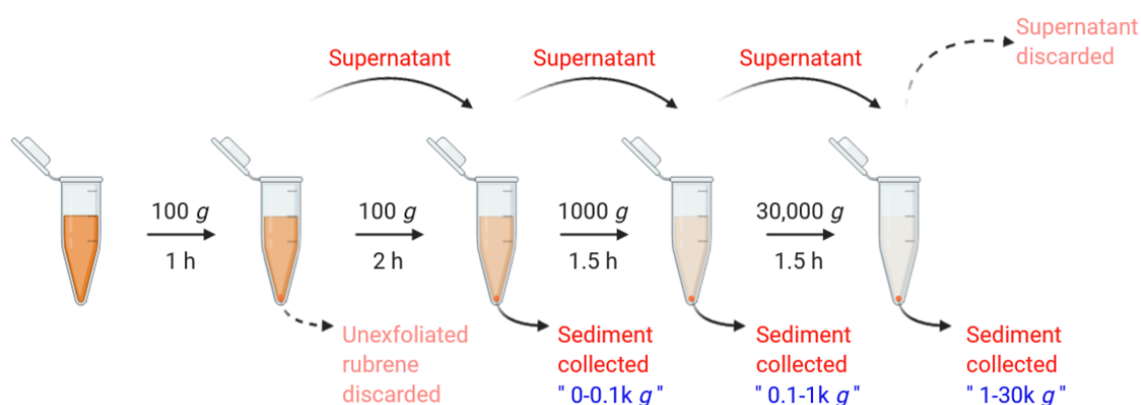 Supernatant
Supernatant
Supernatant
Supernatant
discarded
100 g
1 h
100 g
2 h
1000 g
1.5 h
30,000 g
1.5 h
Unexfoliated
rubrene
discarded
Sediment
collected
" 0-0.1k g "
Sediment
collected
" 0.1-1k g "
Sediment
collected
" 1-30k g "